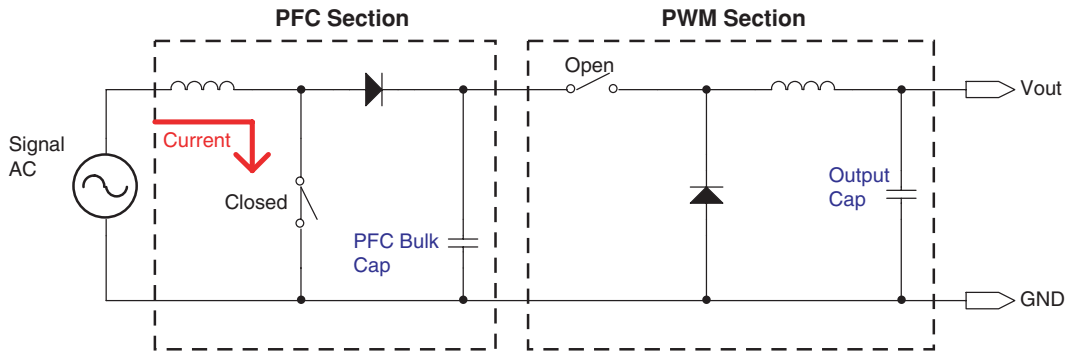 PFC Section
PWM Section
Open
Vout
Signal
AC
Current
Closed
PFC Bulk
Cap
Output
Cap
GND